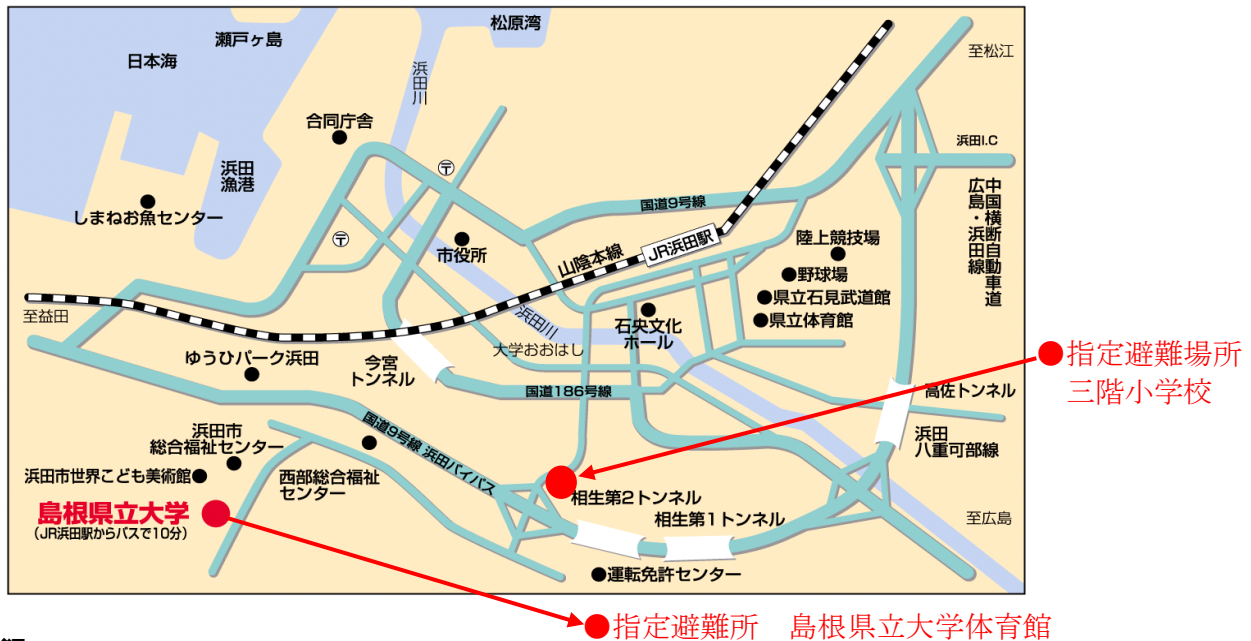 松原湾
瀬戸ヶ島
至松江
日本海
浜田川
合同庁舎
浜田I.C
〒
浜田
漁港
中国横断自動車道
広島・浜田線
しまねお魚センター
国道9号線
〒
市役所
JR浜田駅
陸上競技場
山陰本線
野球場
県立石見武道館
至益田
浜田川
石央文化
ホール
県立体育館
大学おおはし
ゆうひパーク浜田
今宮
トンネル
●指定避難場所
三階小学校
国道186号線
高佐トンネル
浜田市
総合福祉センター
国道9号線 浜田バイパス
浜田
八重可部線
浜田市世界こども美術館
西部総合福祉
センター
相生第2トンネル
島根県立大学
(JR浜田駅からバスで10分)
相生第1トンネル
至広島
運転免許センター
●指定避難所　島根県立大学体育館